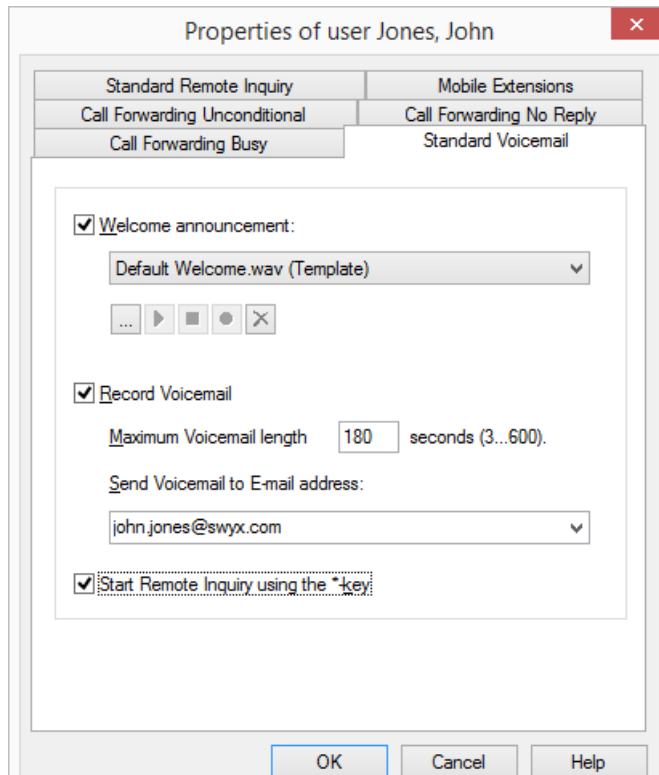 Properties of user Jones, John
Standard Remote Inquiry Mobile Extensions
Call Forwarding Unconditional Call Forwarding No Reply
Call Forwarding Busy Standard Voicemail
Welcome announcement:
Default Welcome.wav (Template)
...
Record Voicemail
Maximum Voicemail length 180 seconds (3...600).
Send Voicemail to E-mail address:
john.jones@swyx.com
Start Remote Inquiry using the *-key
OK Cancel Help